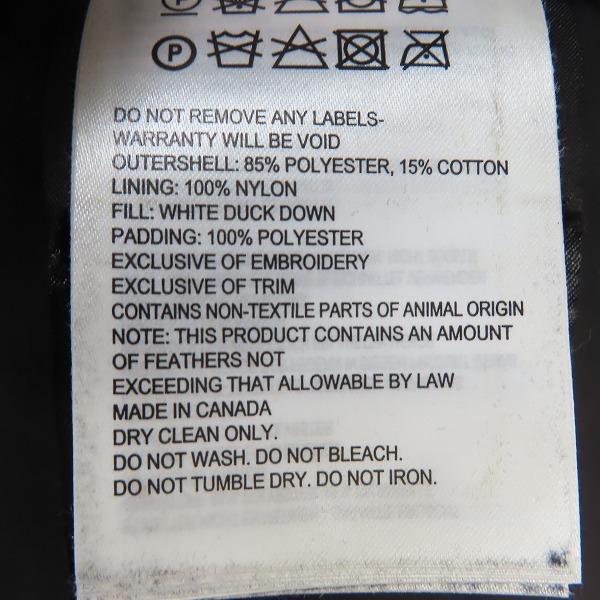 P
DO NOT REMOVE ANY LABELS-
WARRANTY WILL BE VOID
OUTERSHELL: 85% POLYESTER, 15% COTTON
LINING: 100% NYLON
FILL: WHITE DUCK DOWN
PADDING: 100% POLYESTER
EXCLUSIVE OF EMBROIDERY
EXCLUSIVE OF TRIM
CONTAINS NON-TEXTILE PARTS OF ANIMAL ORIGIN
NOTE: THIS PRODUCT CONTAINS AN AMOUNT
OF FEATHERS NOT
EXCEEDING THAT ALLOWABLE BY LAW
MADE IN CANADA
DRY CLEAN ONLY.
DO NOT WASH. DO NOT BLEACH.
DO NOT TUMBLE DRY. DO NOT IRON.